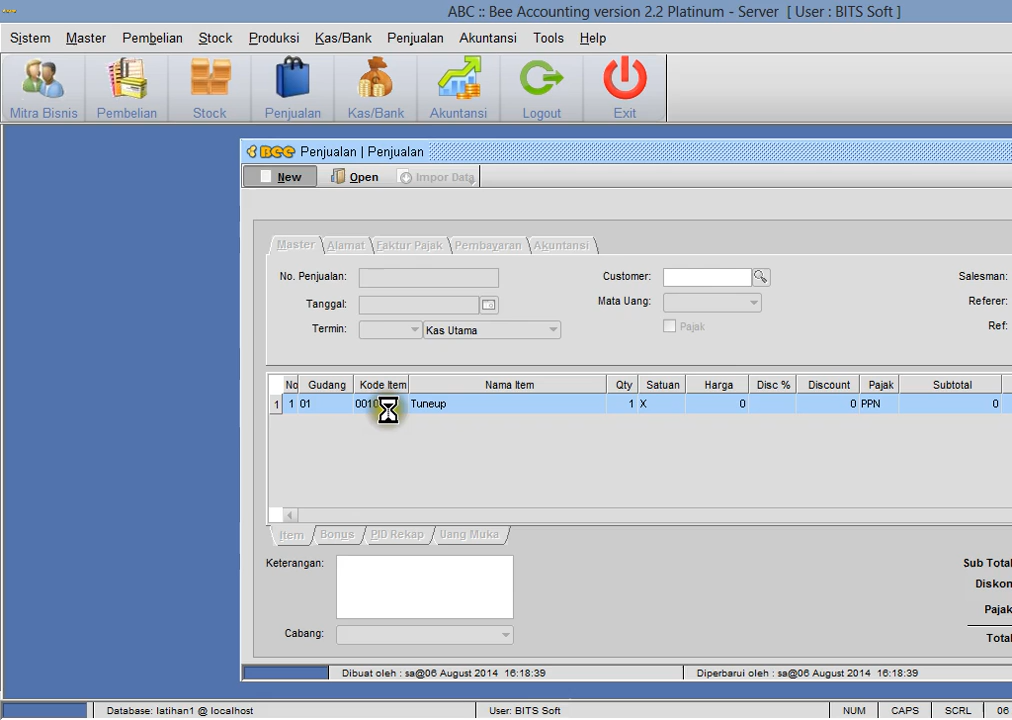 ABC :: Bee Accounting version 2.2 Platinum - Server [ User : BITS Soft ]
Sistem Master Pembelian Stock Produksi Kas/Bank Penjualan Akuntansi Tools Help
Mitra Bisnis Pembelian Stock Penjualan Kas/Bank Akuntansi Logout Exit
BEE Penjualan | Penjualan
New Open Impor Data
Master Alamat Faktur Pajak Pembayaran Akuntansi
No. Penjualan: Customer: Salesman:
Tanggal: Mata Uang: Referer:
Termin: Kas Utama Pajak Ref:
No Gudang Kode Item Nama Item Qty Satuan Harga Disc % Discount Pajak Subtotal
1 1 01 Tuneup 1 X 0 0 PPN 0
Item Bonus PID Rekap Uang Muka
Keterangan: Sub Total
Diskon
Pajak
Cabang: Total
Dibuat oleh : sa@06 August 2014 16:18:39 Diperbarui oleh : sa@06 August 2014 16:18:39
Database: latihan1 @ localhost User: BITS Soft NUM CAPS SCRL 06